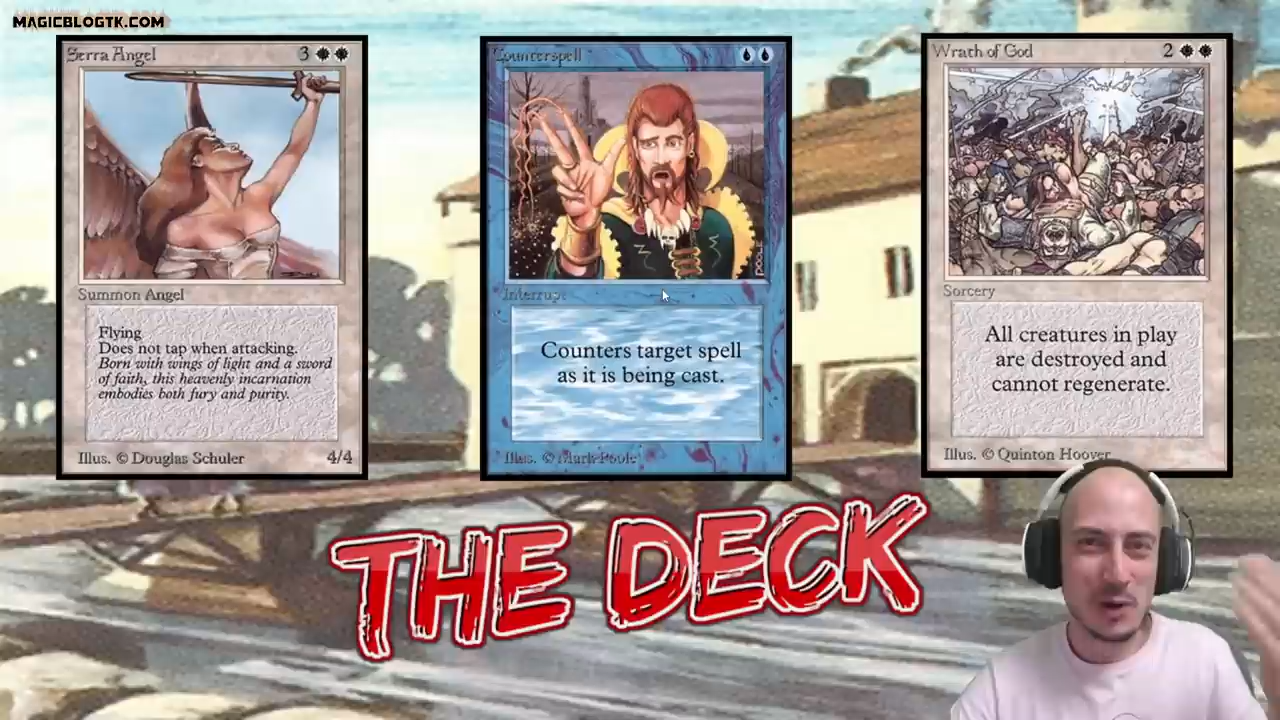 MAGICBLOGTK.COM
Serra Angel 3
Summon Angel
Flying
Does not tap when attacking.
Born with wings of light and a sword
of faith, this heavenly incarnation
embodies both fury and purity.
Illus. © Douglas Schuler 4/4
Counterspell
Interrupt
Counters target spell
as it is being cast.
Illus. © Mark Poole
POOLE
Wrath of God 2
Sorcery
All creatures in play
are destroyed and
cannot regenerate.
Illus. © Quinton Hoover
THE DECK